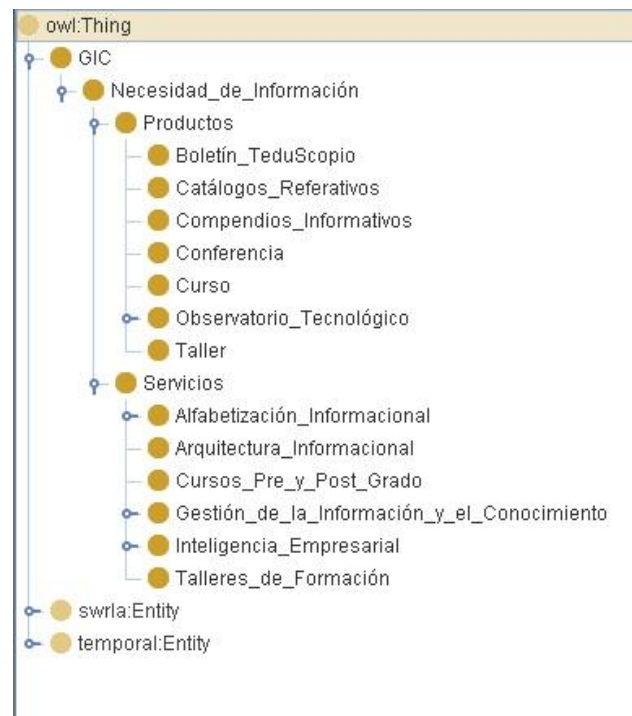 owl:Thing
GIC
Necesidad_de_Información
Productos
Boletín_TeduScopio
Catálogos_Referativos
Compendios_Informativos
Conferencia
Curso
Observatorio_Tecnológico
Taller
Servicios
Alfabetización_Informacional
Arquitectura_Informacional
Cursos_Pre_y_Post_Grado
Gestión_de_la_Información_y_el_Conocimiento
Inteligencia_Empresarial
Talleres_de_Formación
swrla:Entity
temporal:Entity